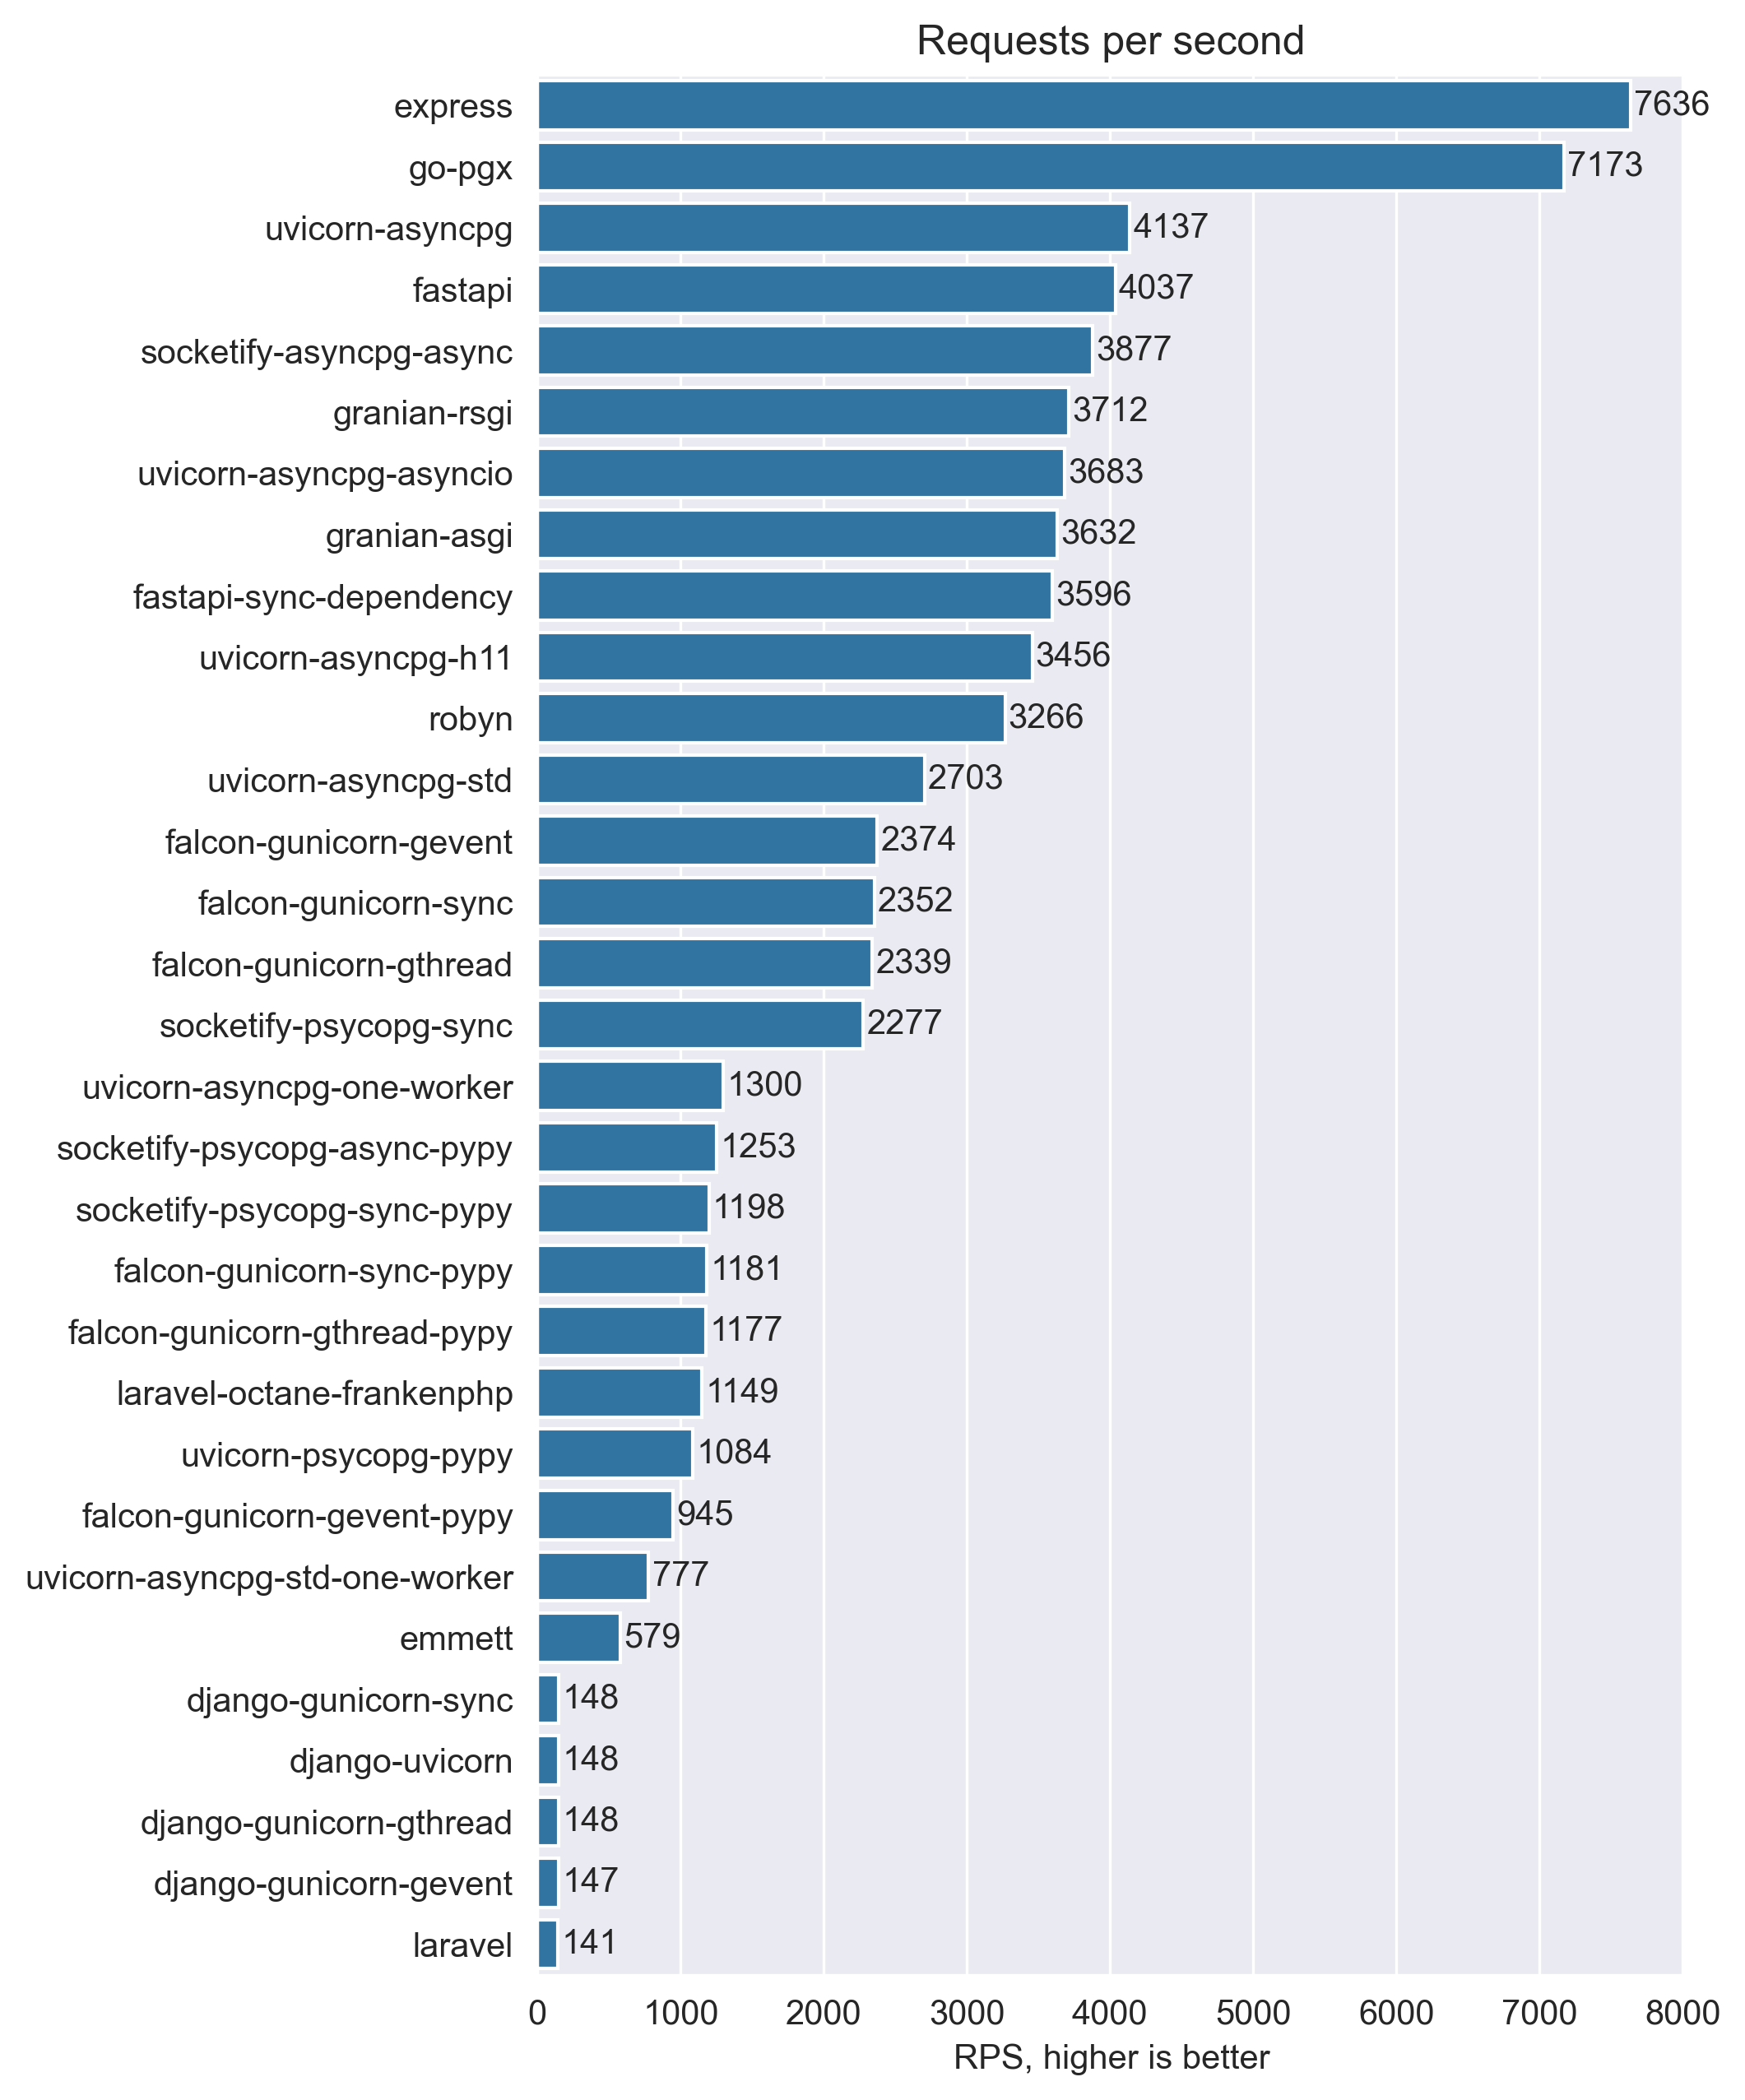 Requests per second
express 7636
go-pgx 7173
uvicorn-asyncpg 4137
fastapi 4037
socketify-asyncpg-async 3877
granian-rsgi 3712
uvicorn-asyncpg-asyncio 3683
granian-asgi 3632
fastapi-sync-dependency 3596
uvicorn-asyncpg-h11 3456
robyn 3266
uvicorn-asyncpg-std 2703
falcon-gunicorn-gevent 2374
falcon-gunicorn-sync 2352
falcon-gunicorn-gthread 2339
socketify-psycopg-sync 2277
uvicorn-asyncpg-one-worker 1300
socketify-psycopg-async-pypy 1253
socketify-psycopg-sync-pypy 1198
falcon-gunicorn-sync-pypy 1181
falcon-gunicorn-gthread-pypy 1177
laravel-octane-frankenphp 1149
uvicorn-psycopg-pypy 1084
falcon-gunicorn-gevent-pypy 945
uvicorn-asyncpg-std-one-worker 777
emmett 579
django-gunicorn-sync 148
django-uvicorn 148
django-gunicorn-gthread 148
django-gunicorn-gevent 147
laravel 141
0 1000 2000 3000 4000 5000 6000 7000 8000
RPS, higher is better